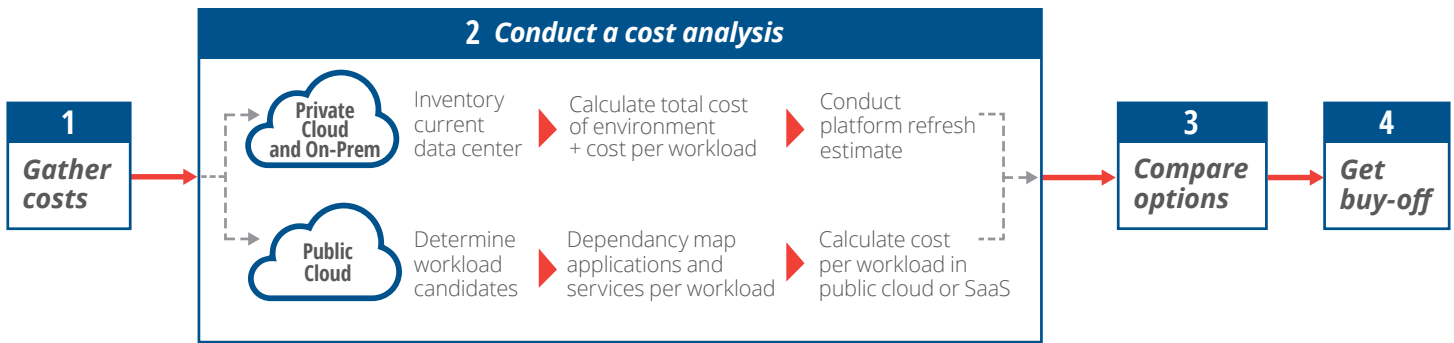 1
Gather
costs
2 Conduct a cost analysis
Private
Cloud
and On-Prem
Inventory
current
data center
Calculate total cost
of environment
+ cost per workload
Conduct
platform refresh
estimate
Public
Cloud
Determine
workload
candidates
Dependancy map
applications and
services per workload
Calculate cost
per workload in
public cloud or SaaS
3
Compare
options
4
Get
buy-off